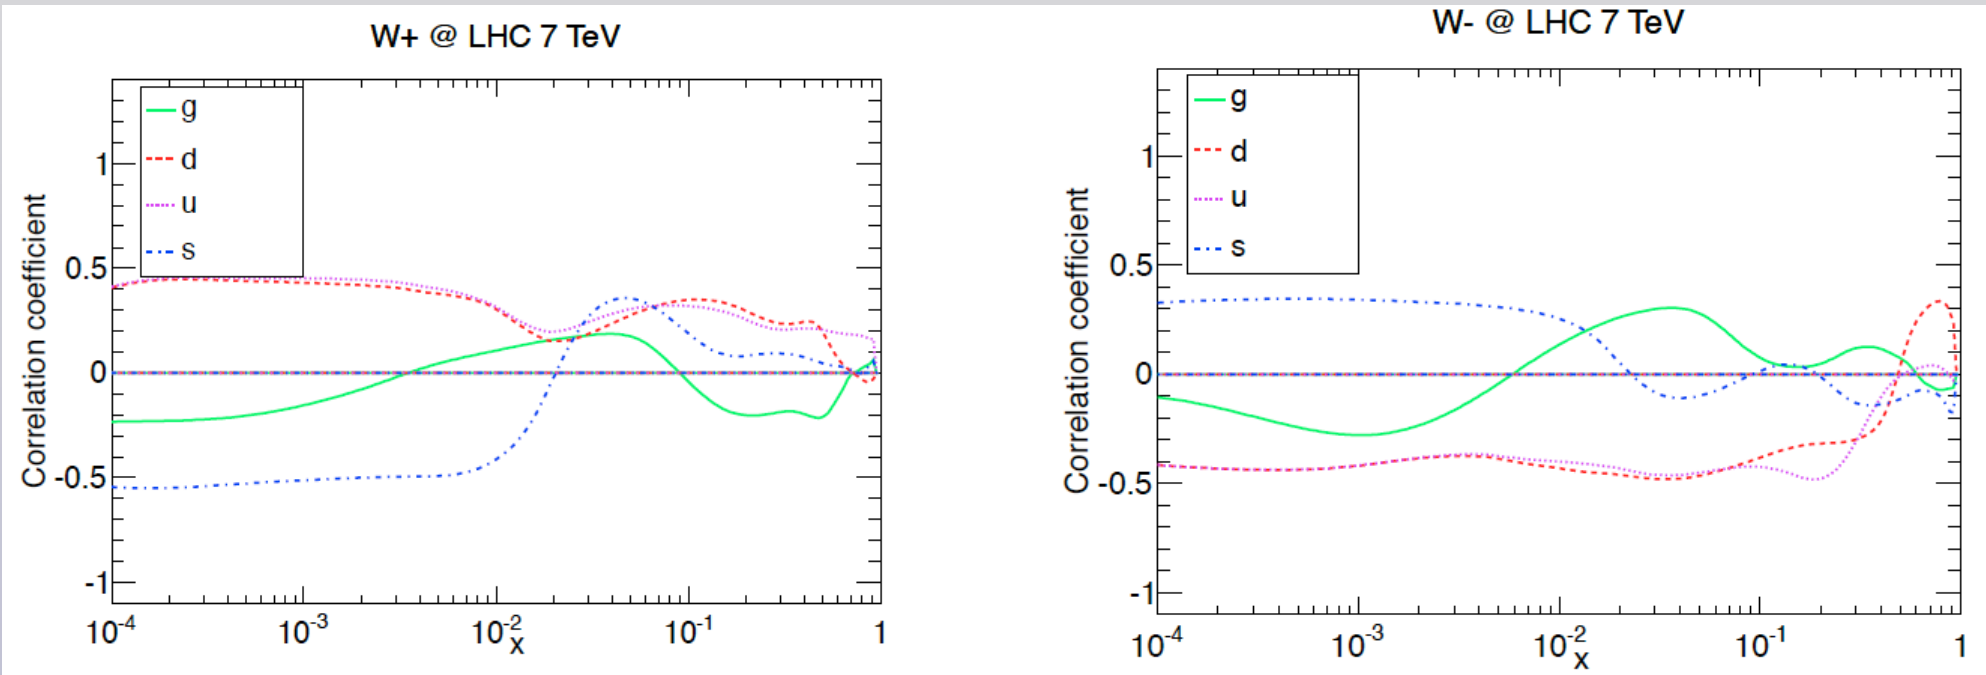 W+ @ LHC 7 TeV
g
d
u
s
Correlation coefficient
1
0.5
0
-0.5
-1
10-4
10-3
10-2
10-1
1
x
W- @ LHC 7 TeV
g
d
u
s
Correlation coefficient
1
0.5
0
-0.5
-1
10-4
10-3
10-2
10-1
1
x